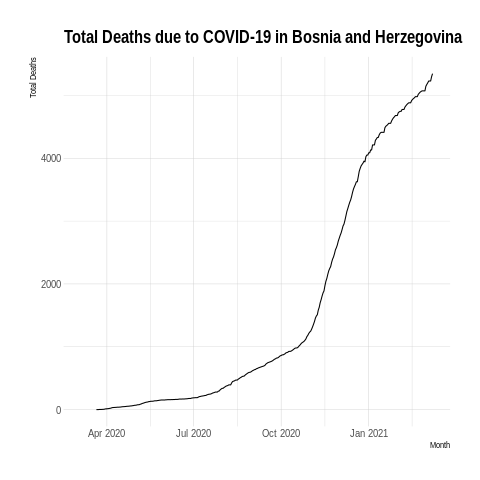 Total Deaths due to COVID-19 in Bosnia and Herzegovina
Total Deaths
4000
2000
0
Apr 2020 Jul 2020 Oct 2020 Jan 2021
Month